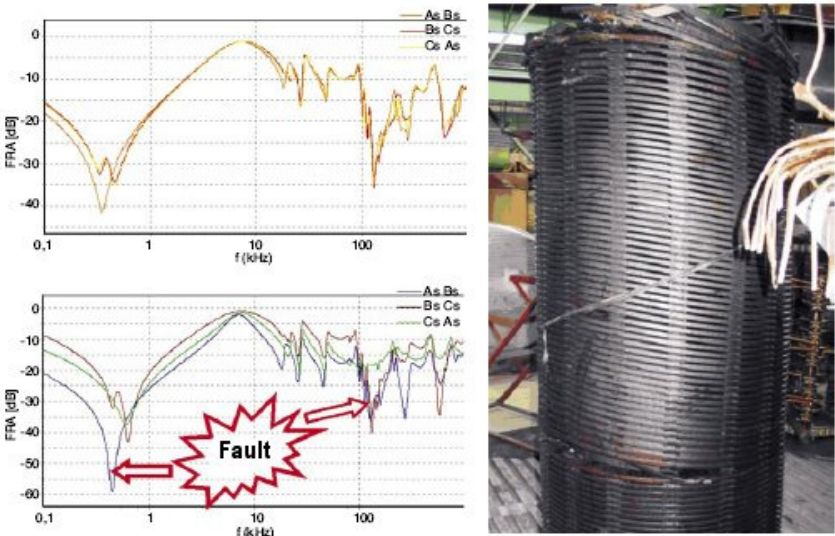 As Bs
Bs Cs
Cs As
0
-10
-20
-30
-40
FRA [dB]
0,1 1 10 100
f (kHz)
As Bs
Bs Cs
Cs As
0
-10
-20
-30
-40
-50
-60
FRA [dB]
Fault
0,1 1 10 100
f (kHz)